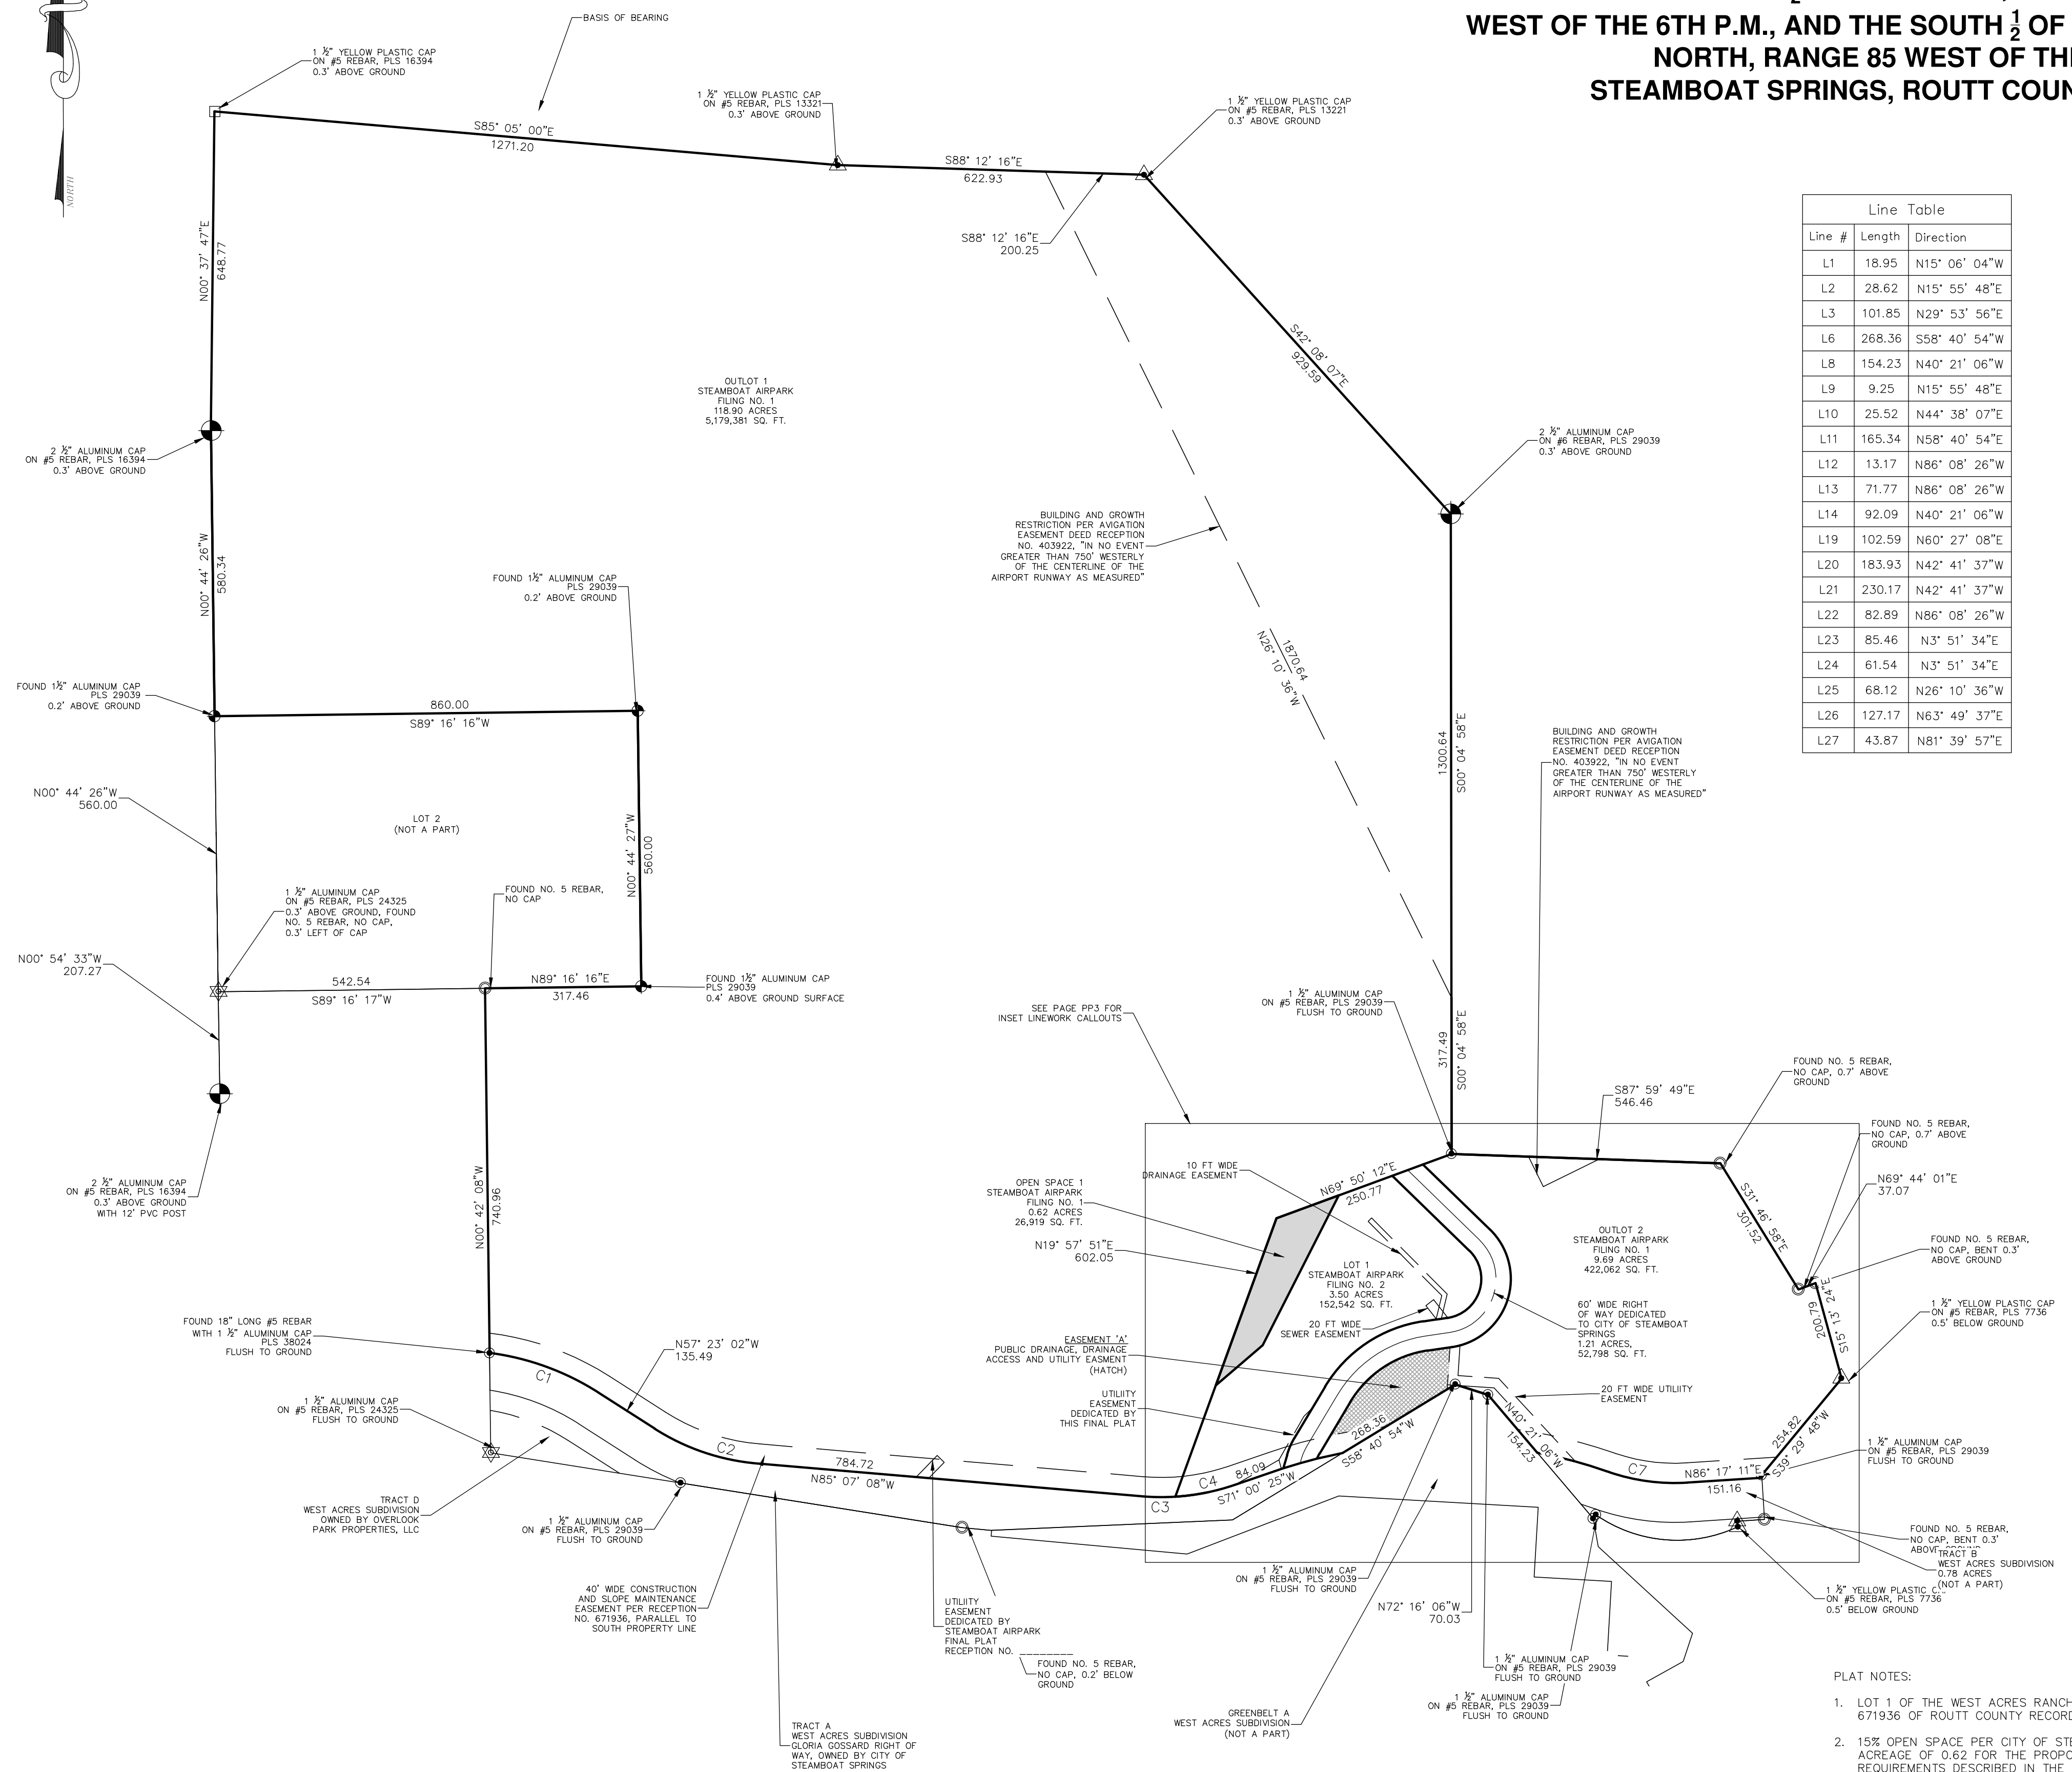 WEST OF THE 6TH P.M., AND THE SOUTH 1/2 OF
NORTH, RANGE 85 WEST OF TH
STEAMBOAT SPRINGS, ROUTT COUN
NORTH
BASIS OF BEARING
1 ½" YELLOW PLASTIC CAP
ON #5 REBAR, PLS 16394
0.3' ABOVE GROUND
S85° 05' 00"E
1271.20
1 ½" YELLOW PLASTIC CAP
ON #5 REBAR, PLS 13321
0.3' ABOVE GROUND
S88° 12' 16"E
622.93
1 ½" YELLOW PLASTIC CAP
ON #5 REBAR, PLS 13221
0.3' ABOVE GROUND
S88° 12' 16"E
200.25
N00° 37' 47"E
648.77
S42° 08' 07"E
929.59
Line Table
Line # Length Direction
L1 18.95 N15° 06' 04"W
L2 28.62 N15° 55' 48"E
L3 101.85 N29° 53' 56"E
L6 268.36 S58° 40' 54"W
L8 154.23 N40° 21' 06"W
L9 9.25 N15° 55' 48"E
L10 25.52 N44° 38' 07"E
L11 165.34 N58° 40' 54"E
L12 13.17 N86° 08' 26"W
L13 71.77 N86° 08' 26"W
L14 92.09 N40° 21' 06"W
L19 102.59 N60° 27' 08"E
L20 183.93 N42° 41' 37"W
L21 230.17 N42° 41' 37"W
L22 82.89 N86° 08' 26"W
L23 85.46 N3° 51' 34"E
L24 61.54 N3° 51' 34"E
L25 68.12 N26° 10' 36"W
L26 127.17 N63° 49' 37"E
L27 43.87 N81° 39' 57"E
OUTLOT 1
STEAMBOAT AIRPARK
FILING NO. 1
118.90 ACRES
5,179,381 SQ. FT.
2 ½" ALUMINUM CAP
ON #5 REBAR, PLS 16394
0.3' ABOVE GROUND
2 ½" ALUMINUM CAP
ON #6 REBAR, PLS 29039
0.3' ABOVE GROUND
BUILDING AND GROWTH
RESTRICTION PER AVIGATION
EASEMENT DEED RECEPTION
NO. 403922, "IN NO EVENT
GREATER THAN 750' WESTERLY
OF THE CENTERLINE OF THE
AIRPORT RUNWAY AS MEASURED"
N00° 44' 26"W
580.34
FOUND 1½" ALUMINUM CAP
PLS 29039
0.2' ABOVE GROUND
1870.64
N26° 10' 36"W
FOUND 1½" ALUMINUM CAP
PLS 29039
0.2' ABOVE GROUND
860.00
S89° 16' 16"W
1300.64
S00° 04' 58"E
BUILDING AND GROWTH
RESTRICTION PER AVIGATION
EASEMENT DEED RECEPTION
NO. 403922, "IN NO EVENT
GREATER THAN 750' WESTERLY
OF THE CENTERLINE OF THE
AIRPORT RUNWAY AS MEASURED"
N00° 44' 26"W
560.00
LOT 2
(NOT A PART)
N00° 44' 27"W
560.00
1 ½" ALUMINUM CAP
ON #5 REBAR, PLS 24325
0.3' ABOVE GROUND, FOUND
NO. 5 REBAR, NO CAP,
0.3' LEFT OF CAP
FOUND NO. 5 REBAR,
NO CAP
N00° 54' 33"W
207.27
542.54
S89° 16' 17"W
N89° 16' 16"E
317.46
FOUND 1½" ALUMINUM CAP
PLS 29039
0.4' ABOVE GROUND SURFACE
SEE PAGE PP3 FOR
INSET LINEWORK CALLOUTS
1 ½" ALUMINUM CAP
ON #5 REBAR, PLS 29039
FLUSH TO GROUND
317.49
S00° 04' 58"E
S87° 59' 49"E
546.46
FOUND NO. 5 REBAR,
NO CAP, 0.7' ABOVE
GROUND
FOUND NO. 5 REBAR,
NO CAP, 0.7' ABOVE
GROUND
N69° 44' 01"E
37.07
2 ½" ALUMINUM CAP
ON #5 REBAR, PLS 16394
0.3' ABOVE GROUND
WITH 12' PVC POST
N00° 42' 08"W
740.96
10 FT WIDE
DRAINAGE EASEMENT
N69° 50' 12"E
250.77
OPEN SPACE 1
STEAMBOAT AIRPARK
FILING NO. 1
0.62 ACRES
26,919 SQ. FT.
N19° 57' 51"E
602.05
LOT 1
STEAMBOAT AIRPARK
FILING NO. 2
3.50 ACRES
152,542 SQ. FT.
OUTLOT 2
STEAMBOAT AIRPARK
FILING NO. 1
9.69 ACRES
422,062 SQ. FT.
S31° 46' 58"E
301.52
FOUND NO. 5 REBAR,
NO CAP, BENT 0.3'
ABOVE GROUND
S15° 13' 24"E
200.79
1 ½" YELLOW PLASTIC CAP
ON #5 REBAR, PLS 7736
0.5' BELOW GROUND
20 FT WIDE
SEWER EASEMENT
60' WIDE RIGHT
OF WAY DEDICATED
TO CITY OF STEAMBOAT
SPRINGS
1.21 ACRES,
52,798 SQ. FT.
EASEMENT 'A'
PUBLIC DRAINAGE, DRAINAGE
ACCESS AND UTILITY EASMENT
(HATCH)
FOUND 18" LONG #5 REBAR
WITH 1 ½" ALUMINUM CAP
PLS 38024
FLUSH TO GROUND
C1
N57° 23' 02"W
135.49
1 ½" ALUMINUM CAP
ON #5 REBAR, PLS 24325
FLUSH TO GROUND
UTILIITY
EASEMENT
DEDICATED BY
THIS FINAL PLAT
20 FT WIDE UTILIITY
EASEMENT
268.36
S58° 40' 54"W
N40° 21' 06"W
154.23
254.82
S39° 29' 48"W
1 ½" ALUMINUM CAP
ON #5 REBAR, PLS 29039
FLUSH TO GROUND
C2
784.72
N85° 07' 08"W
C3
C4
84.09
S71° 00' 25"W
C7
N86° 17' 11"E
151.16
TRACT D
WEST ACRES SUBDIVISION
OWNED BY OVERLOOK
PARK PROPERTIES, LLC
1 ½" ALUMINUM CAP
ON #5 REBAR, PLS 29039
FLUSH TO GROUND
FOUND NO. 5 REBAR,
NO CAP, BENT 0.3'
TRACT B
WEST ACRES SUBDIVISION
0.78 ACRES
(NOT A PART)
1 ½" YELLOW PLASTIC
ON #5 REBAR, PLS 7736
0.5' BELOW GROUND
40' WIDE CONSTRUCTION
AND SLOPE MAINTENANCE
EASEMENT PER RECEPTION
NO. 671936, PARALLEL TO
SOUTH PROPERTY LINE
UTILIITY
EASEMENT
DEDICATED BY
STEAMBOAT AIRPARK
FINAL PLAT
RECEPTION NO. _________
FOUND NO. 5 REBAR,
NO CAP, 0.2' BELOW
GROUND
1 ½" ALUMINUM CAP
ON #5 REBAR, PLS 29039
FLUSH TO GROUND
N72° 16' 06"W
70.03
1 ½" ALUMINUM CAP
ON #5 REBAR, PLS 29039
FLUSH TO GROUND
1 ½" ALUMINUM CAP
ON #5 REBAR, PLS 29039
FLUSH TO GROUND
GREENBELT A
WEST ACRES SUBDIVISION
(NOT A PART)
TRACT A
WEST ACRES SUBDIVISION
GLORIA GOSSARD RIGHT OF
WAY, OWNED BY CITY OF
STEAMBOAT SPRINGS
PLAT NOTES:
1. LOT 1 OF THE WEST ACRES RANCH
671936 OF ROUTT COUNTY RECORD
2. 15% OPEN SPACE PER CITY OF STE
ACREAGE OF 0.62 FOR THE PROPO
REQUIREMENTS DESCRIBED IN THE